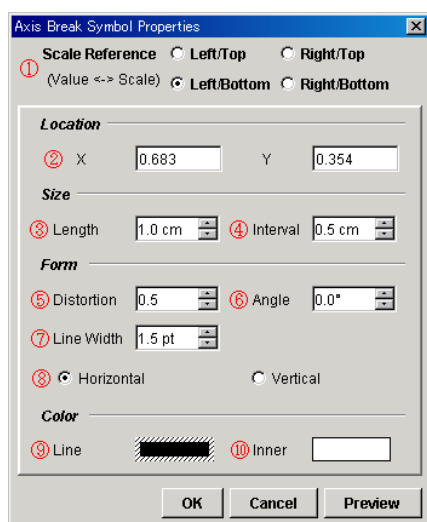 Axis Break Symbol Properties
Scale Reference Left/Top Right/Top
① (Value <-> Scale) Left/Bottom Right/Bottom
Location
② X 0.683 Y 0.354
Size
③ Length 1.0 cm ④ Interval 0.5 cm
Form
⑤ Distortion 0.5 ⑥ Angle 0.0°
⑦ Line Width 1.5 pt
⑧ Horizontal Vertical
Color
⑨ Line ⑩ Inner
OK Cancel Preview